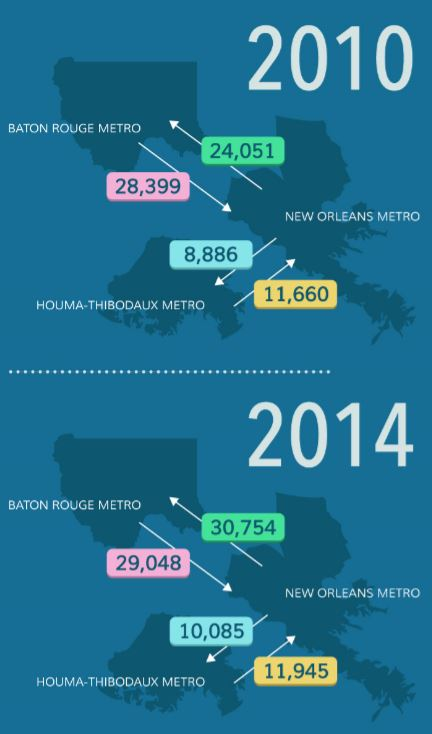 2010
BATON ROUGE METRO
24,051
28,399
NEW ORLEANS METRO
8,886
11,660
HOUMA-THIBODAUX METRO
2014
BATON ROUGE METRO
30,754
29,048
NEW ORLEANS METRO
10,085
11,945
HOUMA-THIBODAUX METRO